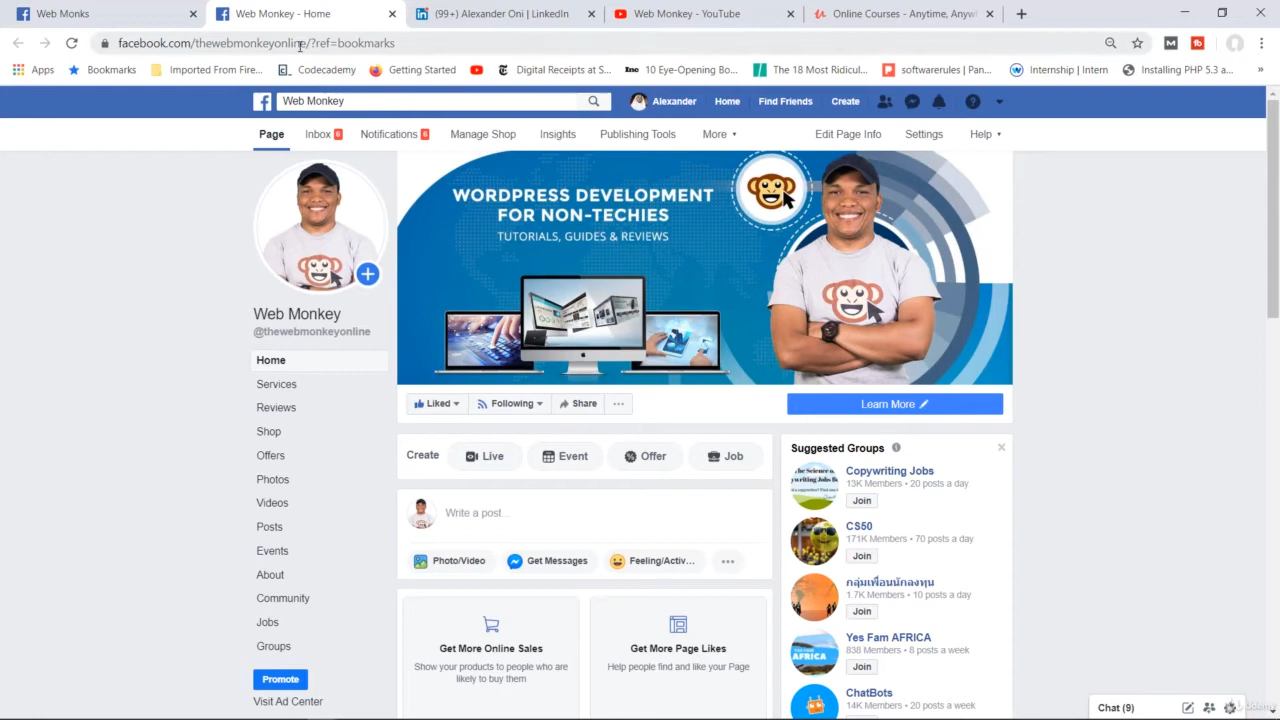 Web Monks
Web Monkey - Home
(99+) Alexander Oni | LinkedIn
Web Monkey - YouTube
Online Courses - Anytime, Anywh
facebook.com/thewebmonkeyonline/?ref=bookmarks
Apps
Bookmarks
Imported From Fire...
Codecademy
Getting Started
Digital Receipts at S...
Inc 10 Eye-Opening Bo...
The 18 Most Ridicul...
softwarerules | Pan...
Internship | Intern
Installing PHP 5.3 a...
Web Monkey
Alexander
Home
Find Friends
Create
Page
Inbox 6
Notifications 6
Manage Shop
Insights
Publishing Tools
More
Edit Page Info
Settings
Help
WORDPRESS DEVELOPMENT
FOR NON-TECHIES
TUTORIALS, GUIDES & REVIEWS
Web Monkey
@thewebmonkeyonline
Home
Services
Reviews
Shop
Offers
Photos
Videos
Posts
Events
About
Community
Jobs
Groups
Promote
Visit Ad Center
Liked
Following
Share
Learn More
Create
Live
Event
Offer
Job
Write a post...
Photo/Video
Get Messages
Feeling/Activ...
Get More Online Sales
Show your products to people who are
likely to buy them
Get More Page Likes
Help people find and like your Page
Suggested Groups
Copywriting Jobs
13K Members • 20 posts a day
Join
CS50
171K Members • 70 posts a day
Join
กลุ่มเพื่อนนักลงทุน
1.7K Members • 10 posts a day
Join
Yes Fam AFRICA
838 Members • 8 posts a week
Join
ChatBots
14K Members • 20 posts a week
Chat (9)
Udemy